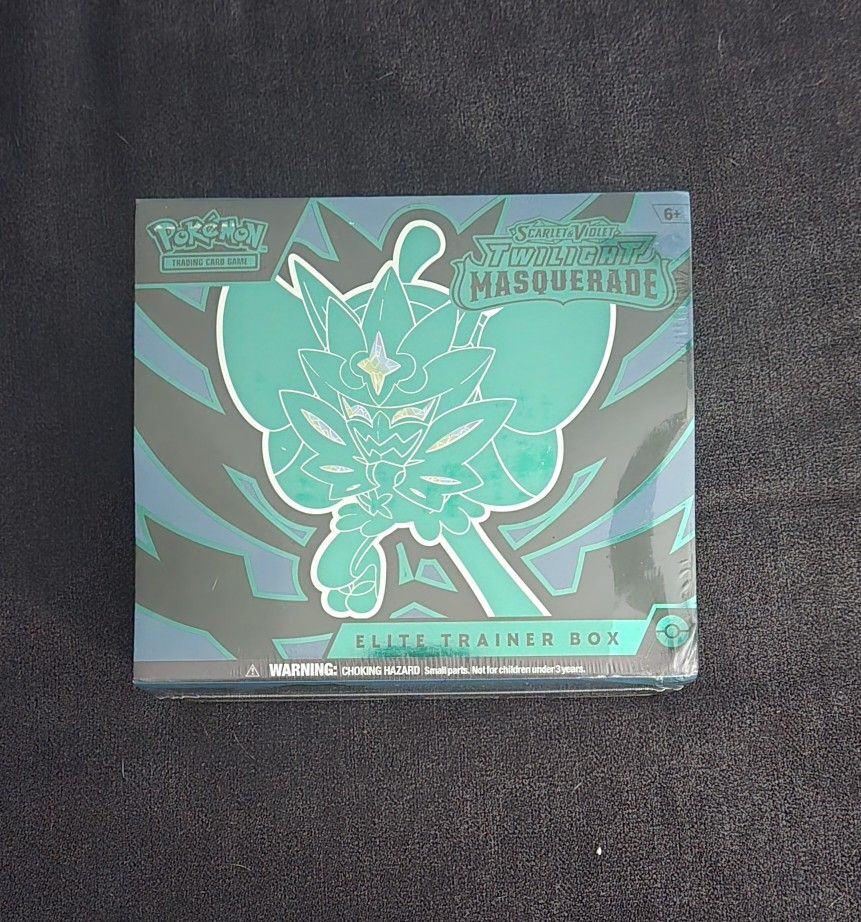 POKéMON
TRADING CARD GAME
6+
SCARLET & VIOLET
TWILIGHT
MASQUERADE
ELITE TRAINER BOX
WARNING: CHOKING HAZARD Small parts. Not for children under 3 years.